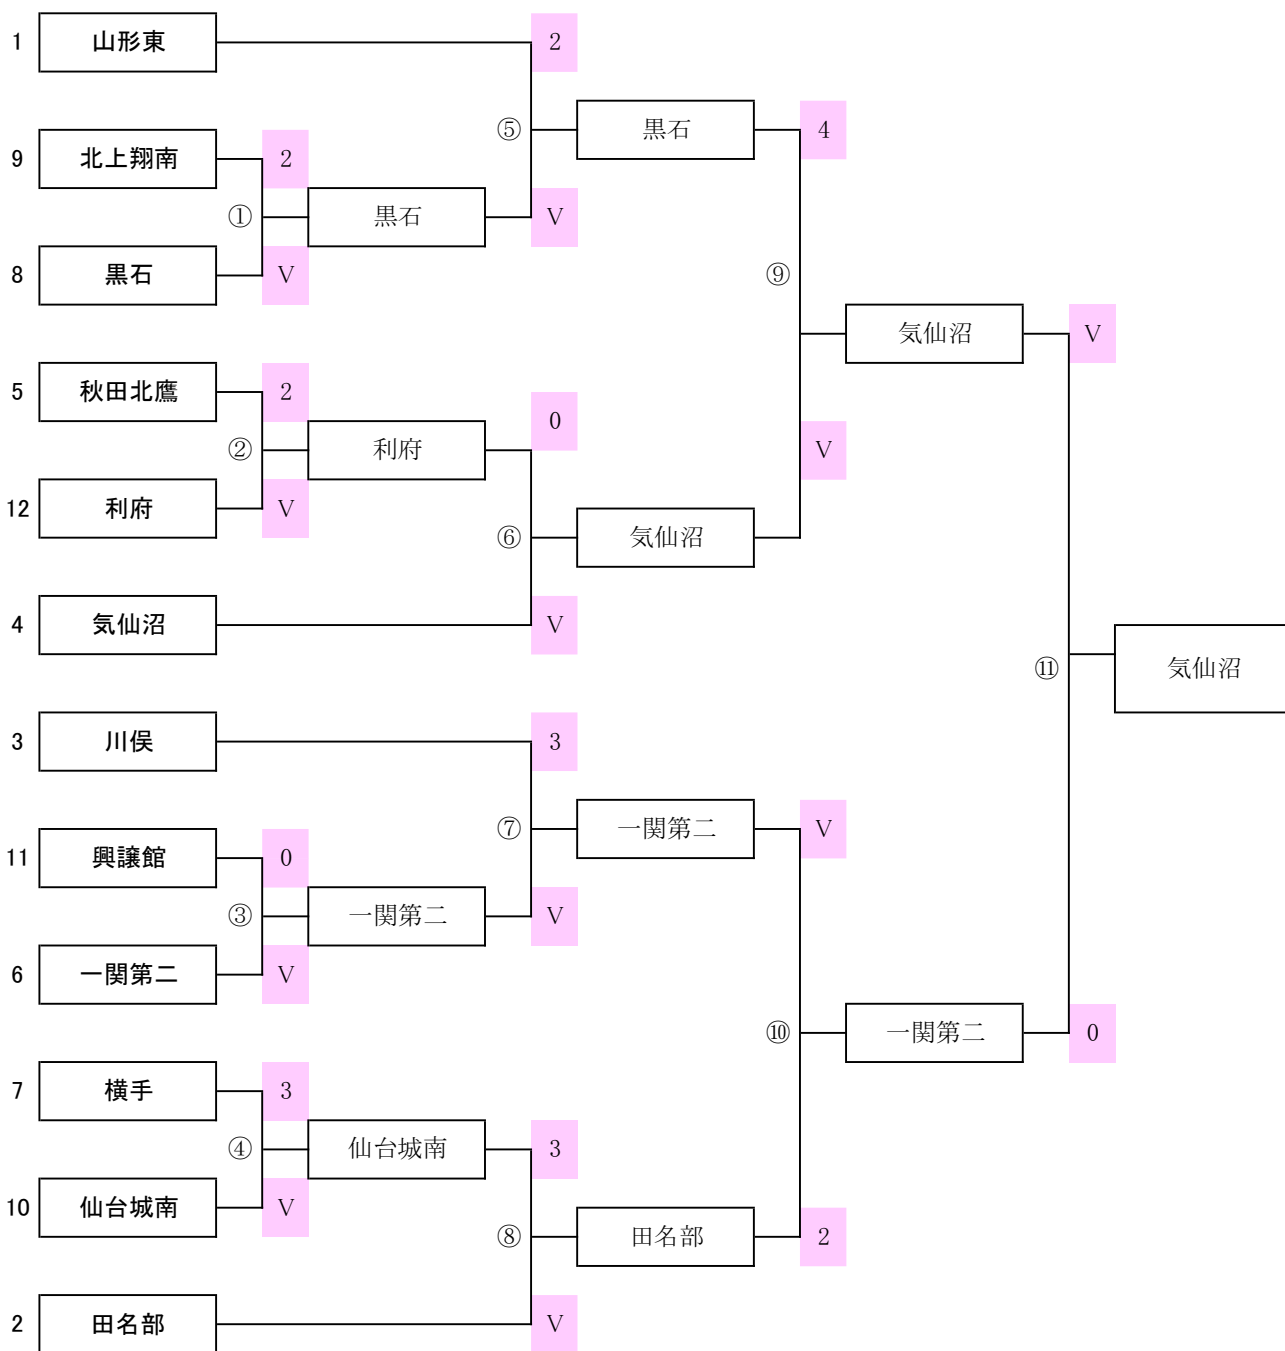 1 山形東 2
⑤ 黒石 4
9 北上翔南 2
① 黒石 V
8 黒石 V
⑨
気仙沼 V
5 秋田北鷹 2
0
② 利府
V
12 利府 V
⑥ 気仙沼
4 気仙沼 V
⑪ 気仙沼
3 川俣 3
⑦ 一関第二 V
11 興譲館 0
③ 一関第二 V
6 一関第二 V
⑩ 一関第二 0
7 横手 3
④ 仙台城南 3
10 仙台城南 V
⑧ 田名部 2
2 田名部 V